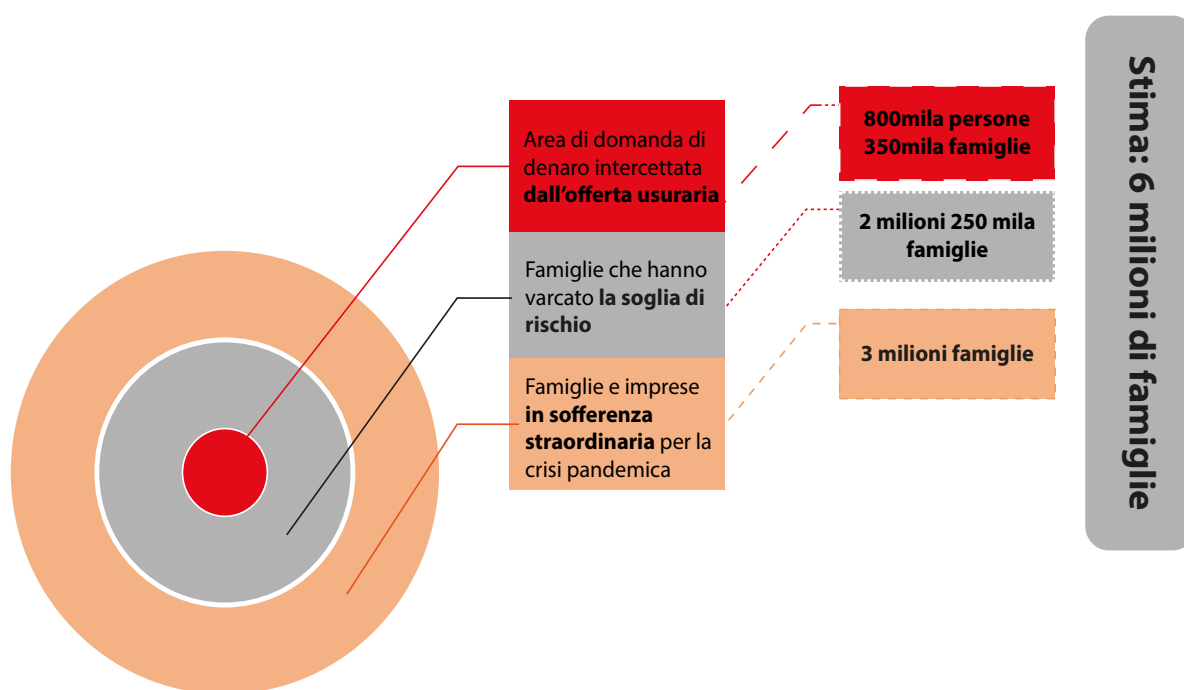 Area di domanda di
denaro intercettata
dall’offerta usuraria
Famiglie che hanno
varcato la soglia di
rischio
Famiglie e imprese
in sofferenza
straordinaria per la
crisi pandemica
800mila persone
350mila famiglie
2 milioni 250 mila
famiglie
3 milioni famiglie
Stima: 6 milioni di famiglie